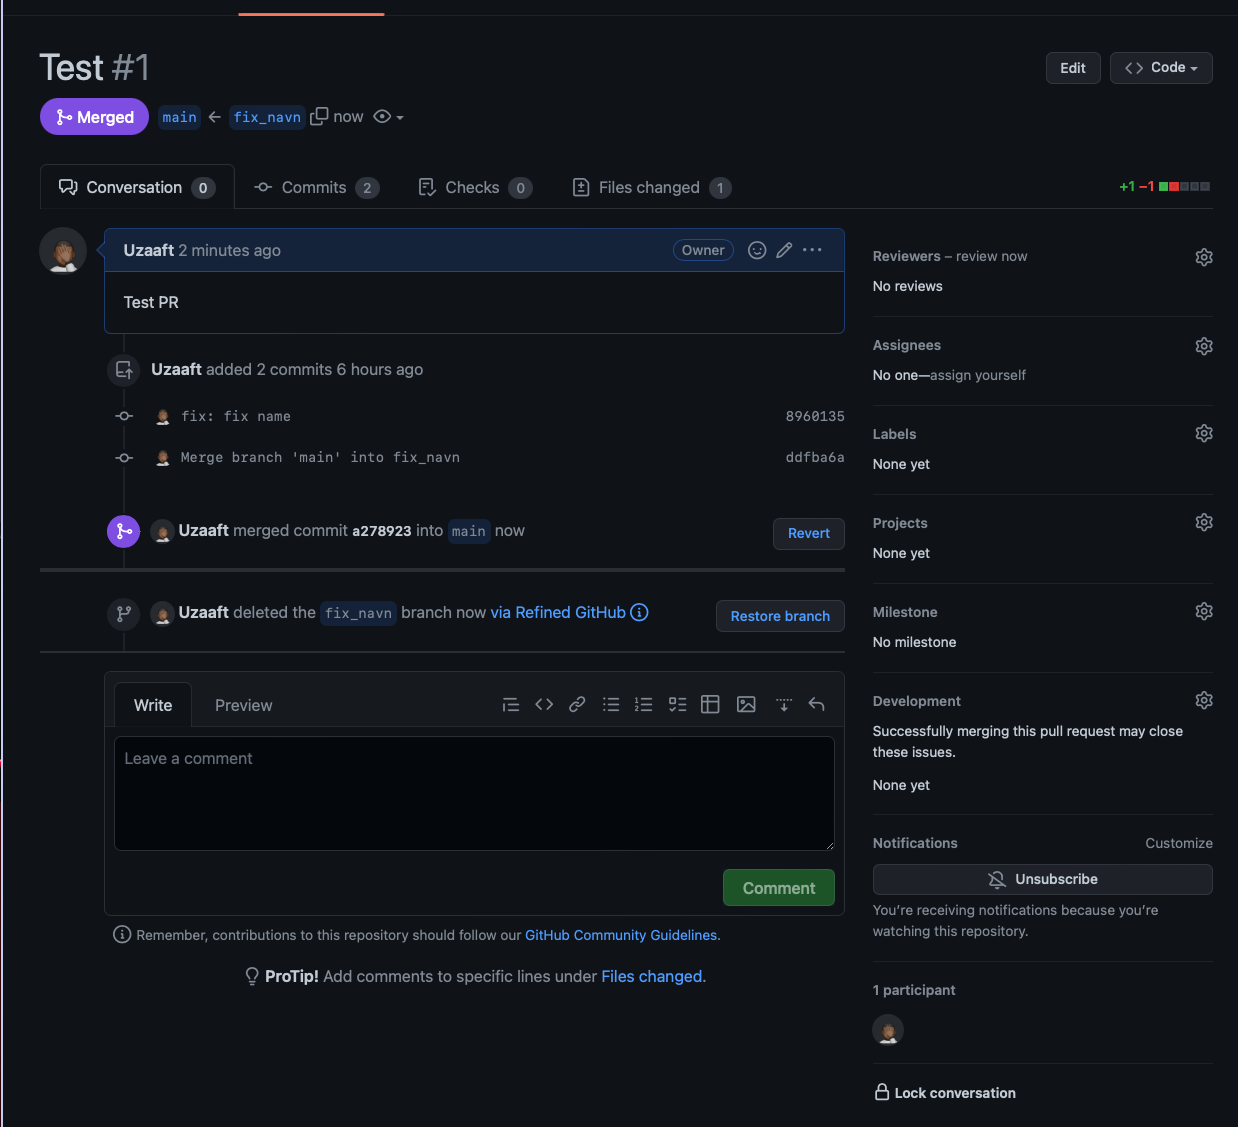 Test #1
Edit
Code
Merged main ← fix_navn now
Conversation 0
Commits 2
Checks 0
Files changed 1
+1 −1
Uzaaft 2 minutes ago
Owner
Test PR
Uzaaft added 2 commits 6 hours ago
fix: fix name
8960135
Merge branch 'main' into fix_navn
ddfba6a
Uzaaft merged commit a278923 into main now
Revert
Uzaaft deleted the fix_navn branch now via Refined GitHub
Restore branch
Write
Preview
Leave a comment
Comment
Remember, contributions to this repository should follow our GitHub Community Guidelines.
ProTip! Add comments to specific lines under Files changed.
Reviewers – review now
No reviews
Assignees
No one—assign yourself
Labels
None yet
Projects
None yet
Milestone
No milestone
Development
Successfully merging this pull request may close
these issues.
None yet
Notifications
Customize
Unsubscribe
You’re receiving notifications because you’re
watching this repository.
1 participant
Lock conversation